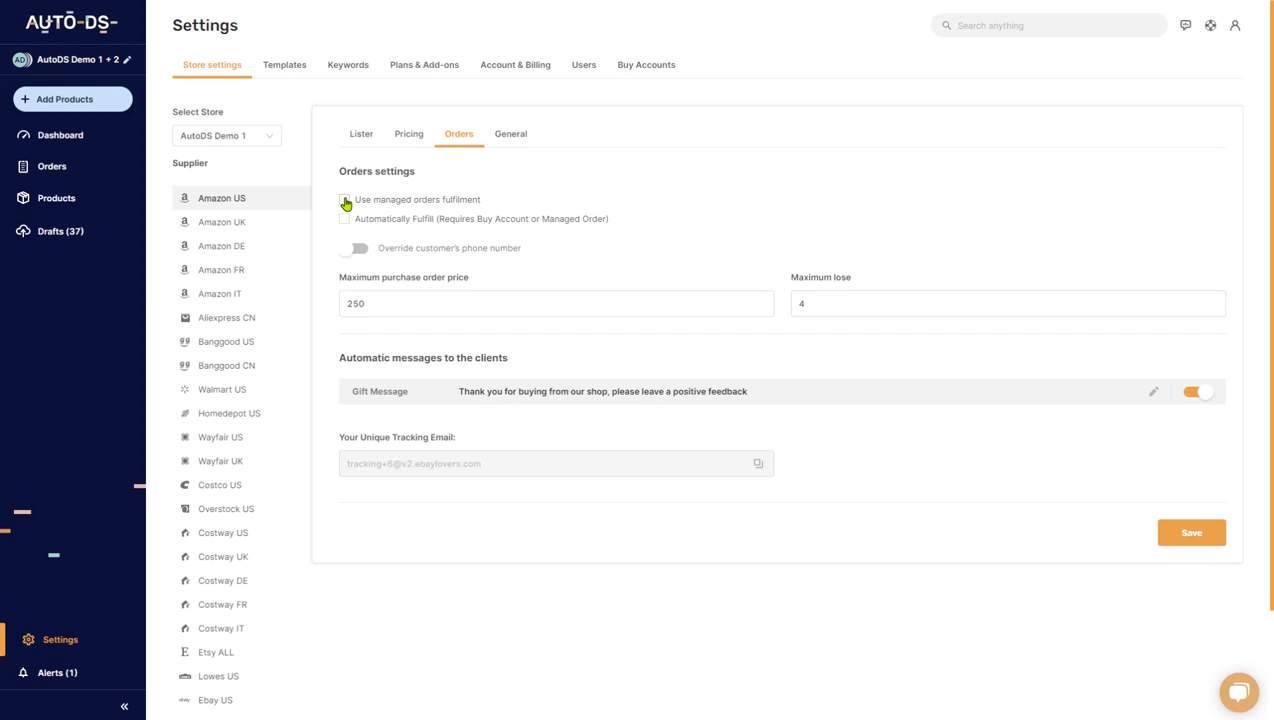 AUTO-DS-
AD AutoDS Demo 1 + 2
Add Products
Dashboard
Orders
Products
Drafts (37)
Settings
Alerts (1)
Settings
Search anything
Store settings Templates Keywords Plans & Add-ons Account & Billing Users Buy Accounts
Select Store
AutoDS Demo 1
Supplier
Amazon US
Amazon UK
Amazon DE
Amazon FR
Amazon IT
Aliexpress CN
Banggood US
Banggood CN
Walmart US
Homedepot US
Wayfair US
Wayfair UK
Costco US
Overstock US
Costway US
Costway UK
Costway DE
Costway FR
Costway IT
Etsy ALL
Lowes US
ebay Ebay US
Lister Pricing Orders General
Orders settings
Use managed orders fulfilment
Automatically Fulfill (Requires Buy Account or Managed Order)
Override customer's phone number
Maximum purchase order price Maximum lose
250 4
Automatic messages to the clients
Gift Message Thank you for buying from our shop, please leave a positive feedback
Your Unique Tracking Email:
tracking+6@v2.ebaylovers.com
Save